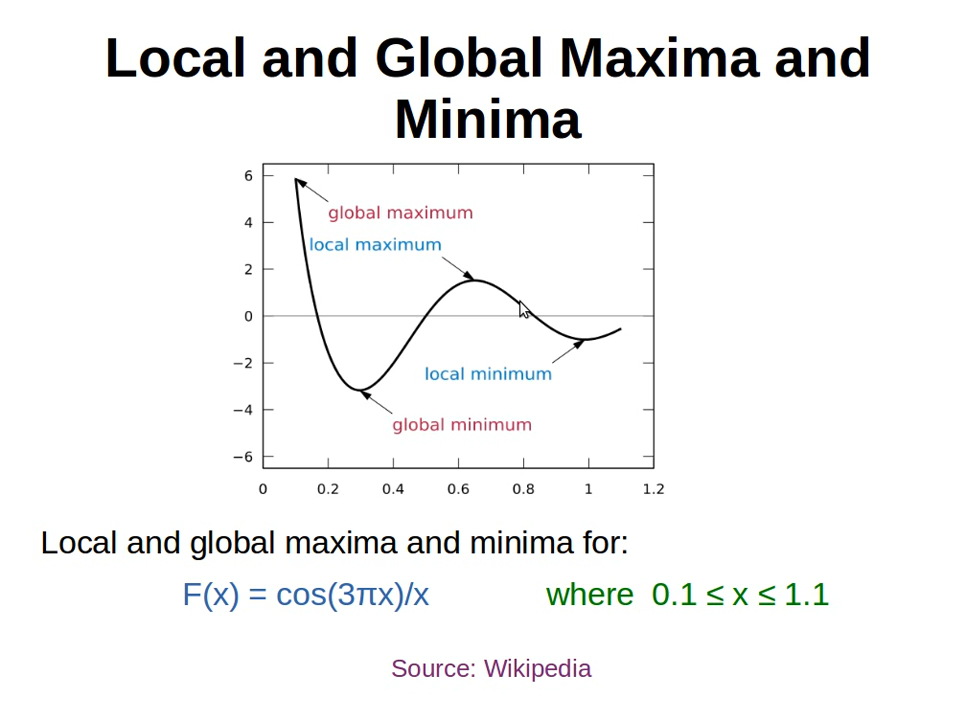 Local and Global Maxima and
Minima
6
global maximum
4
local maximum
2
0
−2
local minimum
−4
global minimum
−6
0 0.2 0.4 0.6 0.8 1 1.2
Local and global maxima and minima for:
F(x) = cos(3πx)/x where 0.1 ≤ x ≤ 1.1
Source: Wikipedia